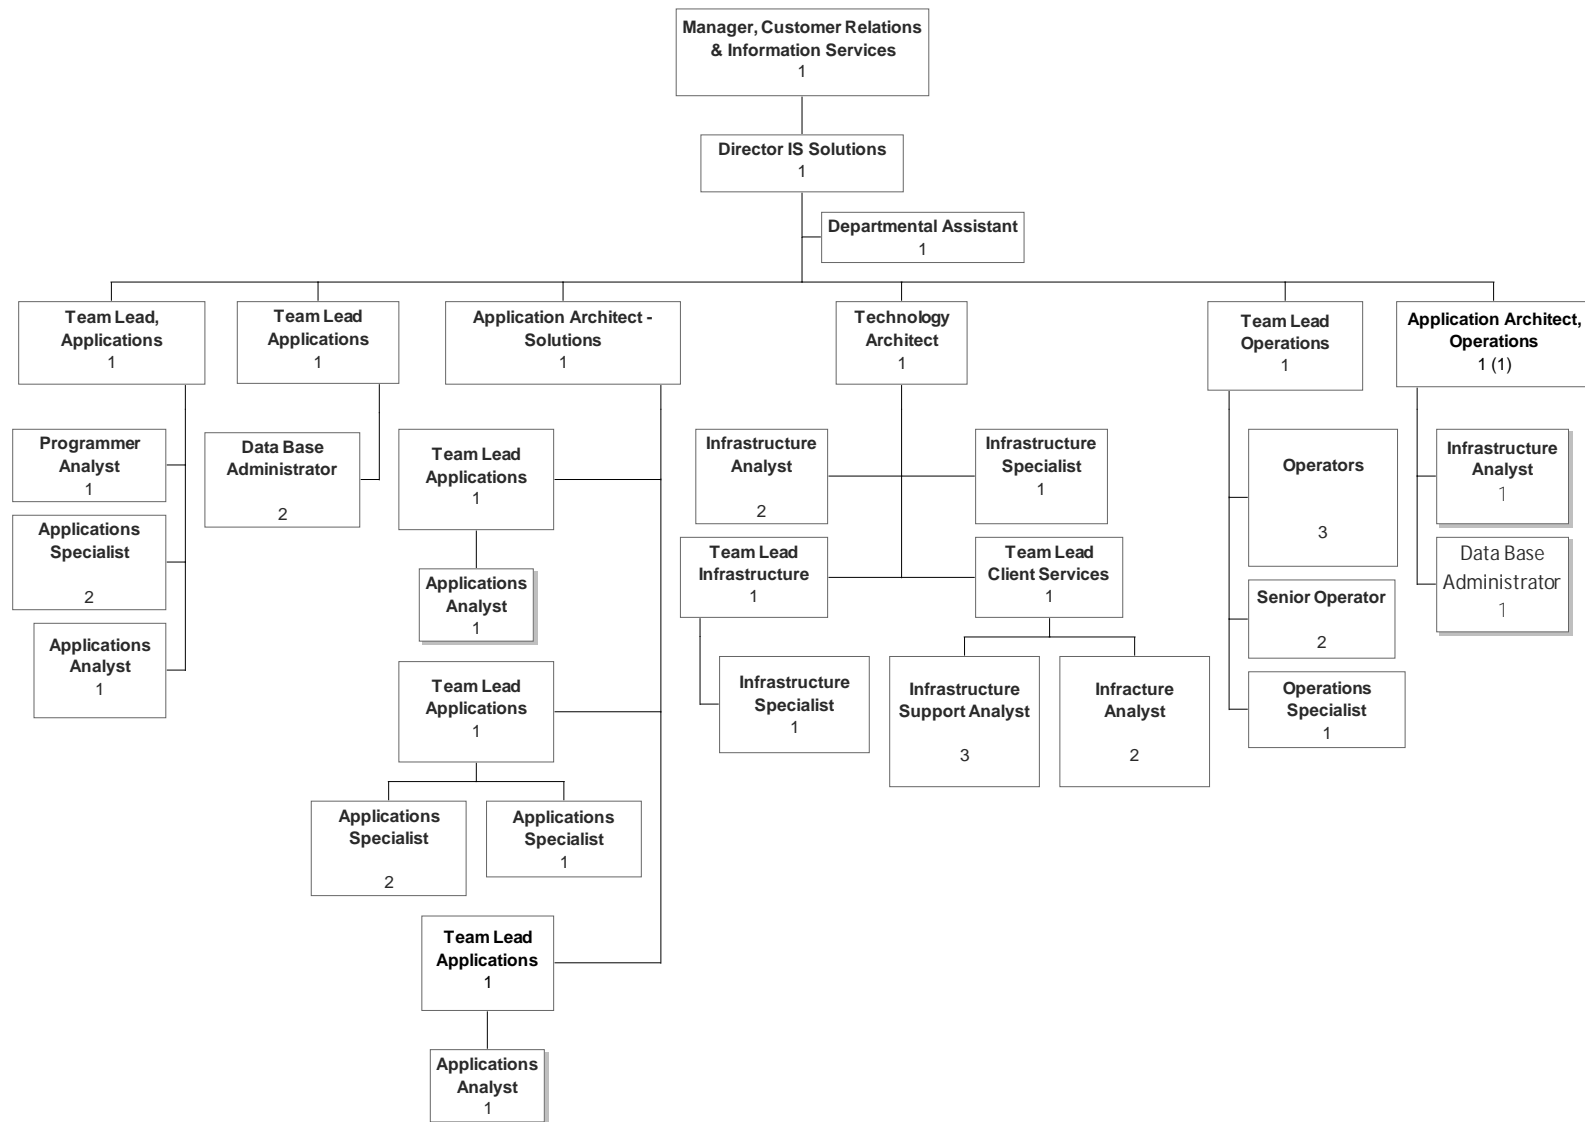 Manager, Customer Relations
& Information Services
1
Director IS Solutions
1
Departmental Assistant
1
Team Lead,
Applications
1
Team Lead
Applications
1
Application Architect -
Solutions
1
Technology
Architect
1
Team Lead
Operations
1
Application Architect,
Operations
1 (1)
Programmer
Analyst
1
Applications
Specialist
2
Applications
Analyst
1
Data Base
Administrator
2
Team Lead
Applications
1
Applications
Analyst
1
Team Lead
Applications
1
Applications
Specialist
2
Applications
Specialist
1
Team Lead
Applications
1
Applications
Analyst
1
Infrastructure
Analyst
2
Infrastructure
Specialist
1
Team Lead
Infrastructure
1
Team Lead
Client Services
1
Infrastructure
Specialist
1
Infrastructure
Support Analyst
3
Infracture
Analyst
2
Operators
3
Senior Operator
2
Operations
Specialist
1
Infrastructure
Analyst
1
Data Base
Administrator
1